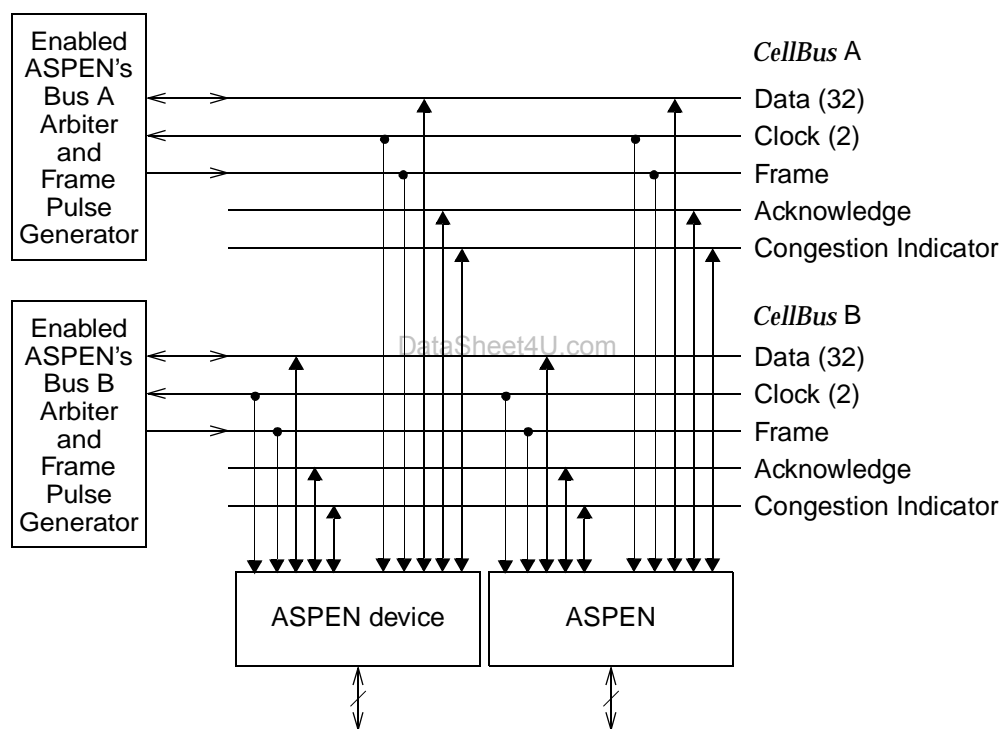 Enabled
ASPEN's
Bus A
Arbiter
and
Frame
Pulse
Generator
CellBus A
Data (32)
Clock (2)
Frame
Acknowledge
Congestion Indicator
Enabled
ASPEN's
Bus B
Arbiter
and
Frame
Pulse
Generator
CellBus B
DataSheet4U.com
Data (32)
Clock (2)
Frame
Acknowledge
Congestion Indicator
ASPEN device
ASPEN